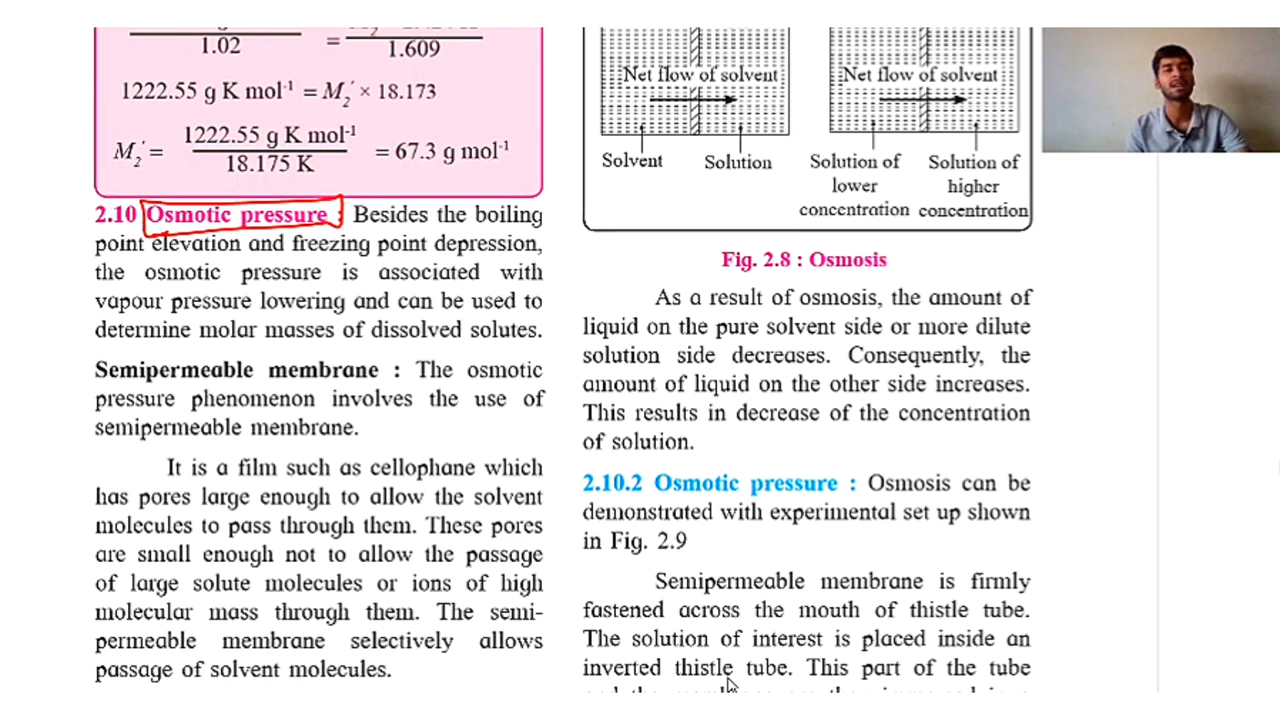 1.02
=
1.609
1222.55 g K mol-1 = M2' × 18.173
M2' = 1222.55 g K mol-1 / 18.175 K = 67.3 g mol-1
2.10 Osmotic pressure : Besides the boiling
point elevation and freezing point depression,
the osmotic pressure is associated with
vapour pressure lowering and can be used to
determine molar masses of dissolved solutes.
Semipermeable membrane : The osmotic
pressure phenomenon involves the use of
semipermeable membrane.
It is a film such as cellophane which
has pores large enough to allow the solvent
molecules to pass through them. These pores
are small enough not to allow the passage
of large solute molecules or ions of high
molecular mass through them. The semi-
permeable membrane selectively allows
passage of solvent molecules.
Net flow of solvent
Solvent
Solution
Net flow of solvent
Solution of
lower
concentration
Solution of
higher
concentration
Fig. 2.8 : Osmosis
As a result of osmosis, the amount of
liquid on the pure solvent side or more dilute
solution side decreases. Consequently, the
amount of liquid on the other side increases.
This results in decrease of the concentration
of solution.
2.10.2 Osmotic pressure : Osmosis can be
demonstrated with experimental set up shown
in Fig. 2.9
Semipermeable membrane is firmly
fastened across the mouth of thistle tube.
The solution of interest is placed inside an
inverted thistle tube. This part of the tube